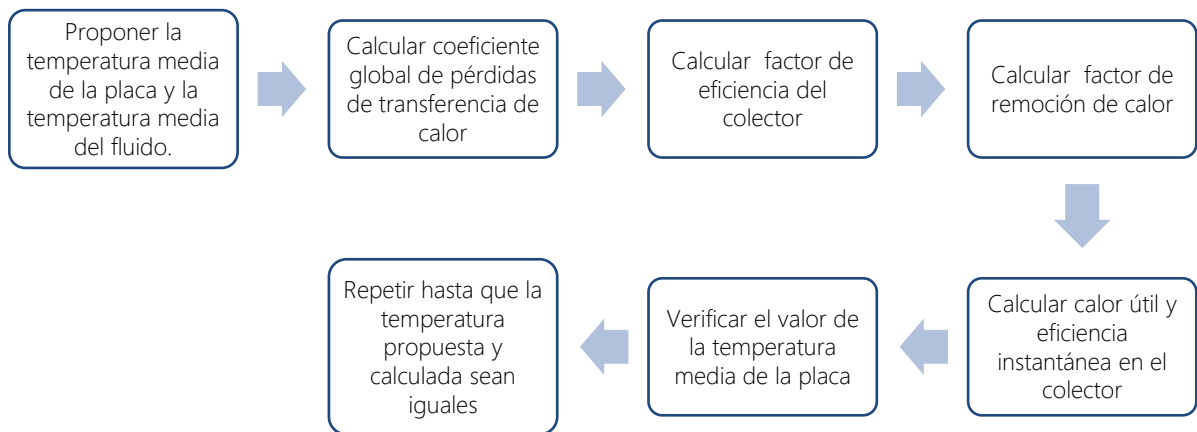 Proponer la
temperatura media
de la placa y la
temperatura media
del fluido.
Calcular coeficiente
global de pérdidas
de transferencia de
calor
Calcular factor de
eficiencia del
colector
Calcular factor de
remoción de calor
Calcular calor útil y
eficiencia
instantánea en el
colector
Verificar el valor de
la temperatura
media de la placa
Repetir hasta que la
temperatura
propuesta y
calculada sean
iguales